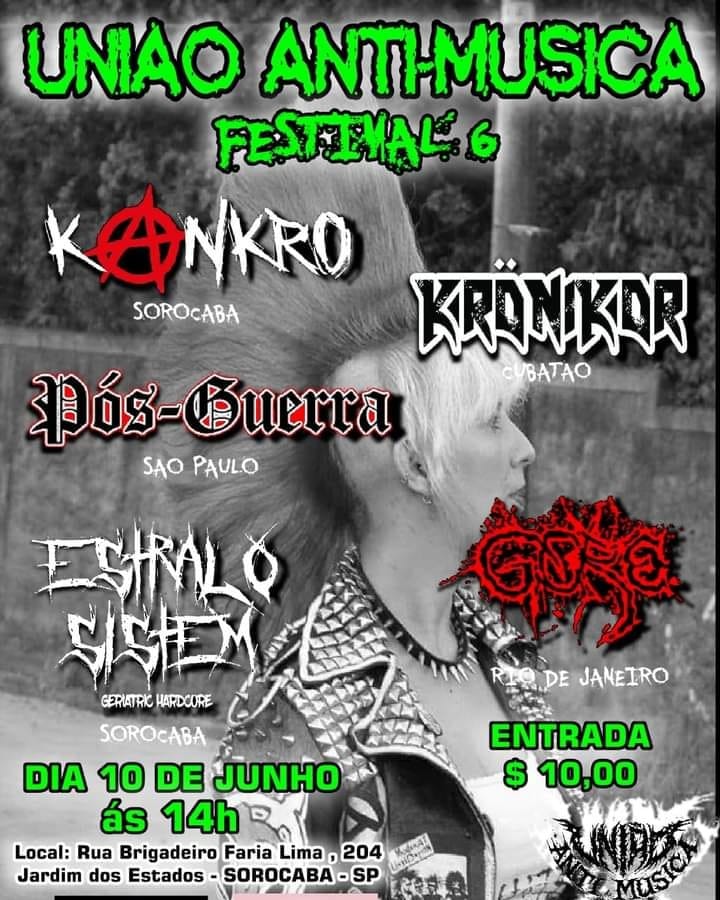 UNIAO ANTI-MUSICA
FESTIMAL 6
KANKRO
SOROCABA
KRÖNIKOR
CUBATAO
Pós-Guerra
SAO PAULO
ESTRALO
SISTEM
GERIATRIC HARDCORE
SOROCABA
GORE
RIO DE JANEIRO
ENTRADA
$ 10,00
DIA 10 DE JUNHO
ás 14h
Local: Rua Brigadeiro Faria Lima , 204
Jardim dos Estados - SOROCABA - SP
UNIAO
ANTI-MUSICA